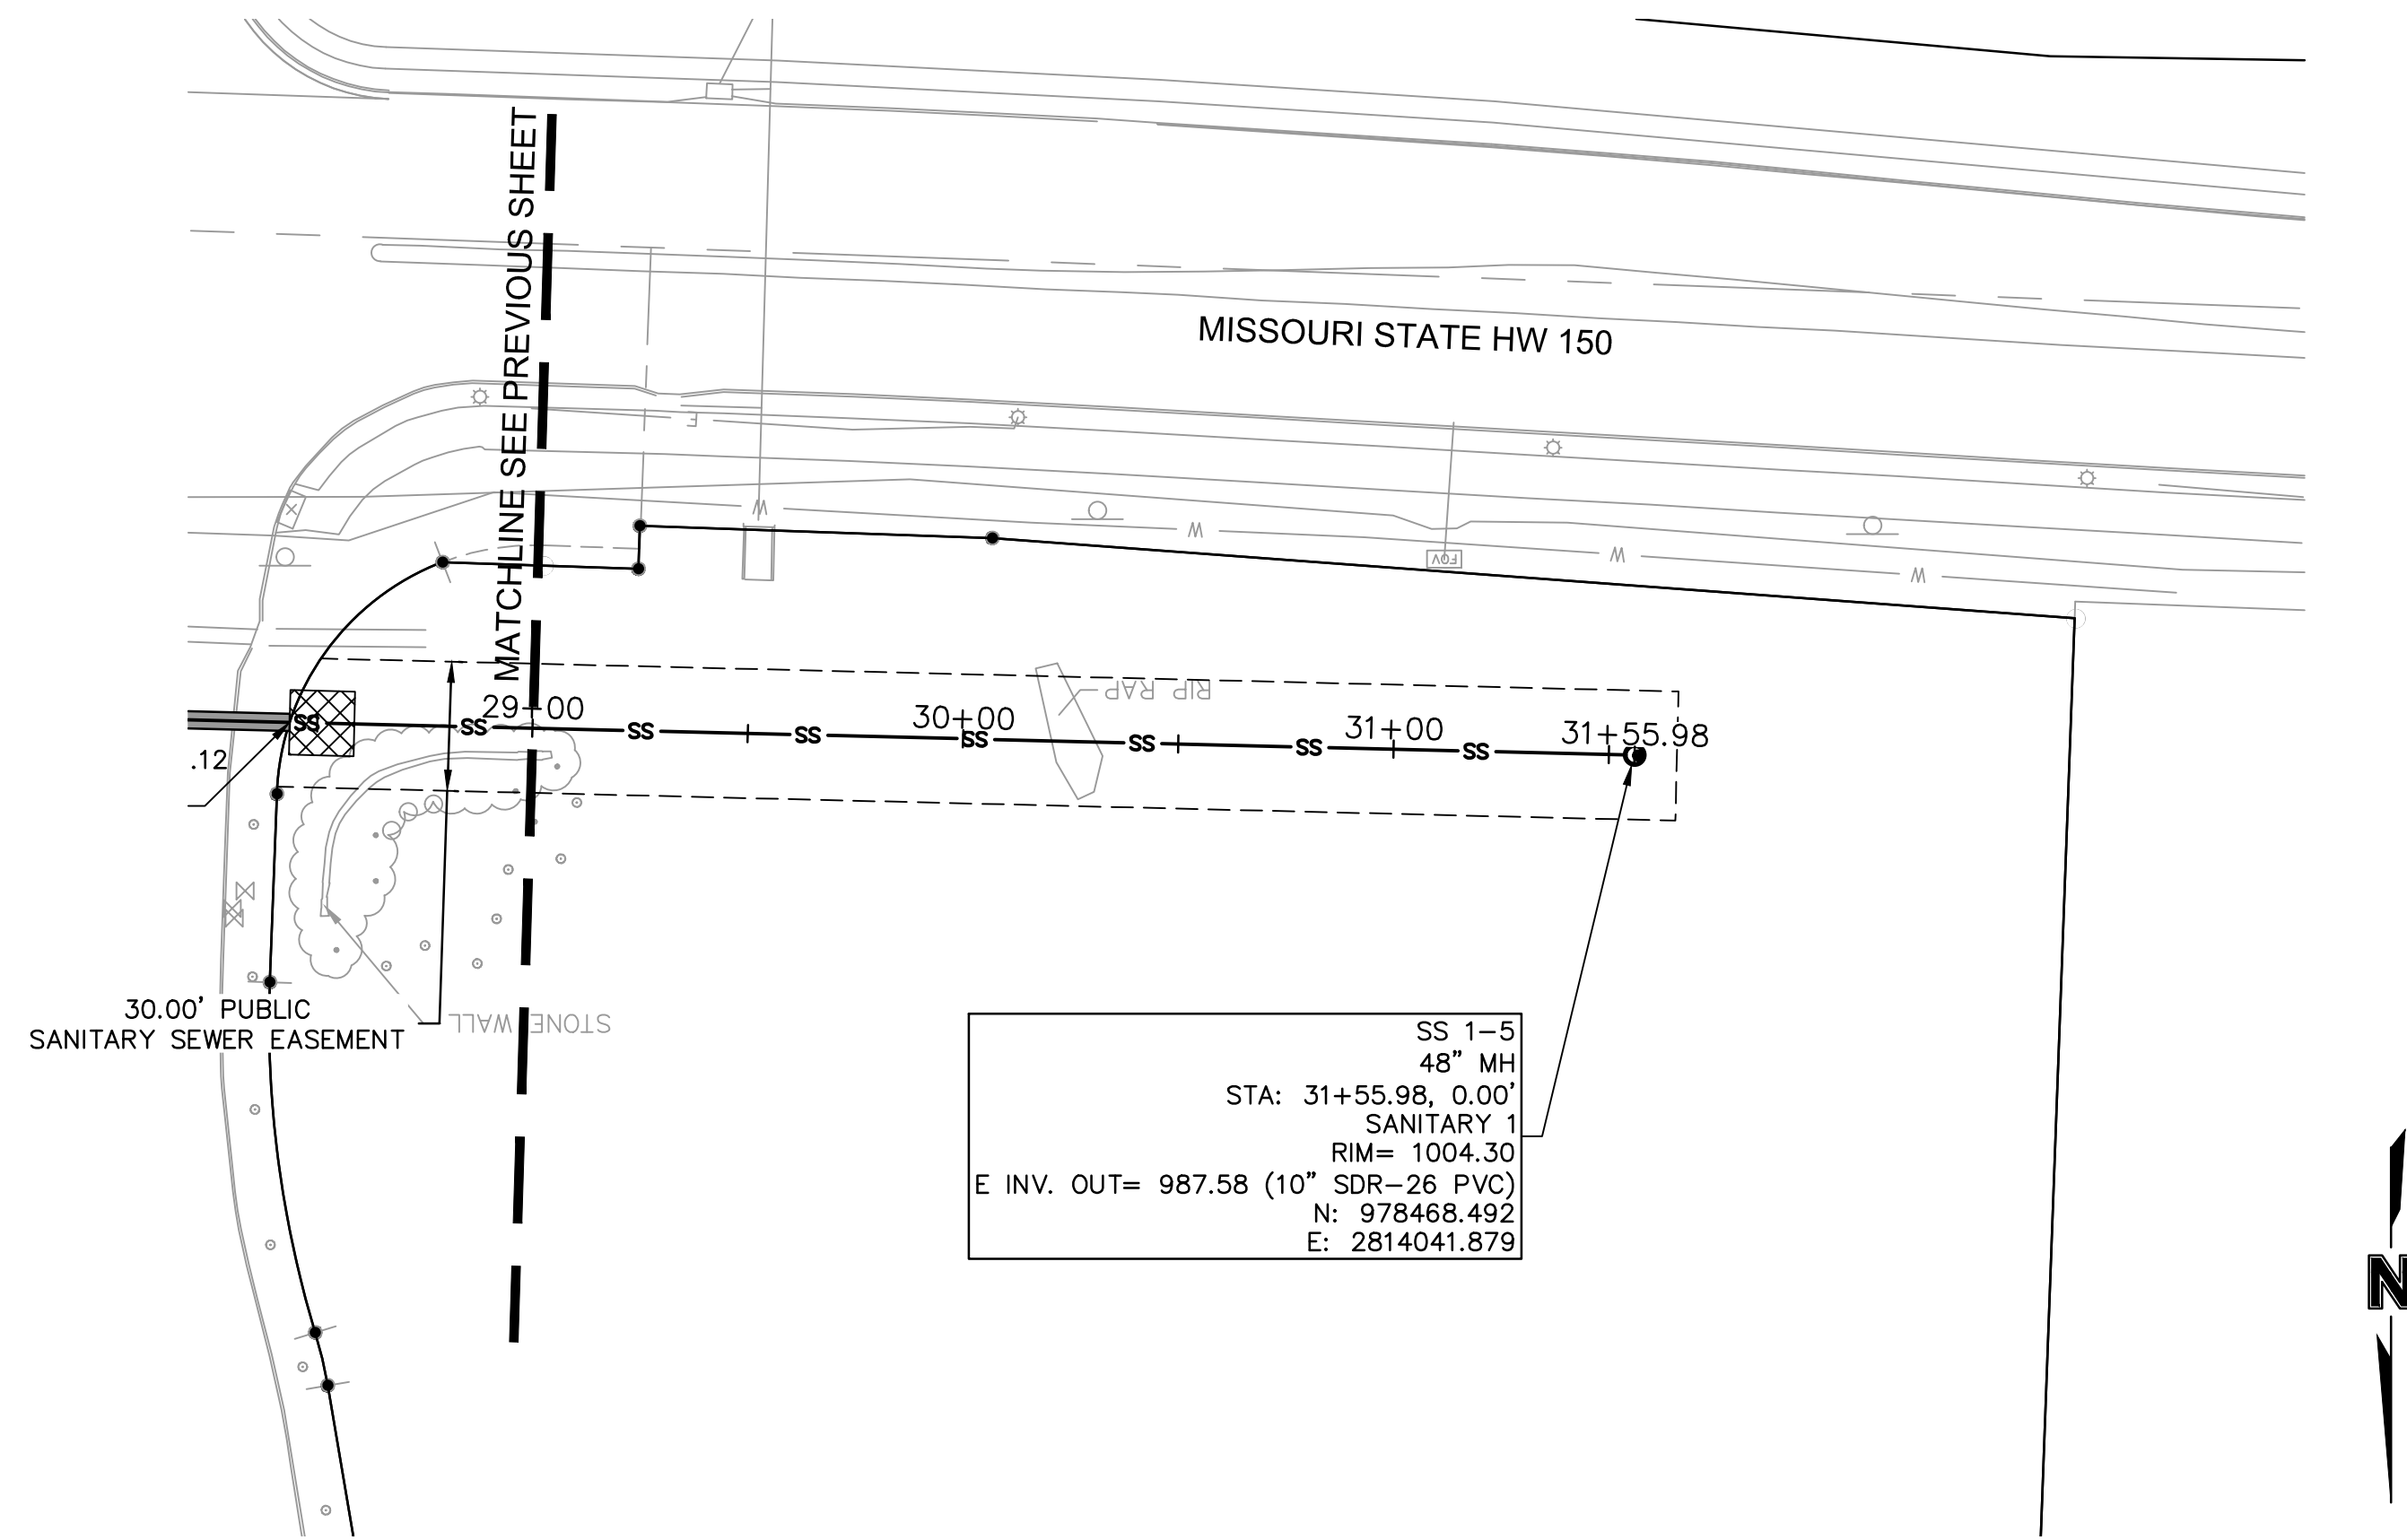 MATCHLINE SEE PREVIOUS SHEET
MISSOURI STATE HW 150
E
W
W
W
W
FOV
RIP RAP
29+00
30+00
31+00
31+55.98
SS
SS
SS
SS
SS
SS
SS
SS
.12
30.00' PUBLIC
SANITARY SEWER EASEMENT
STONE WALL
SS 1-5
48" MH
STA: 31+55.98, 0.00'
SANITARY 1
RIM= 1004.30
E INV. OUT= 987.58 (10" SDR-26 PVC)
N: 978468.492
E: 2814041.879
N